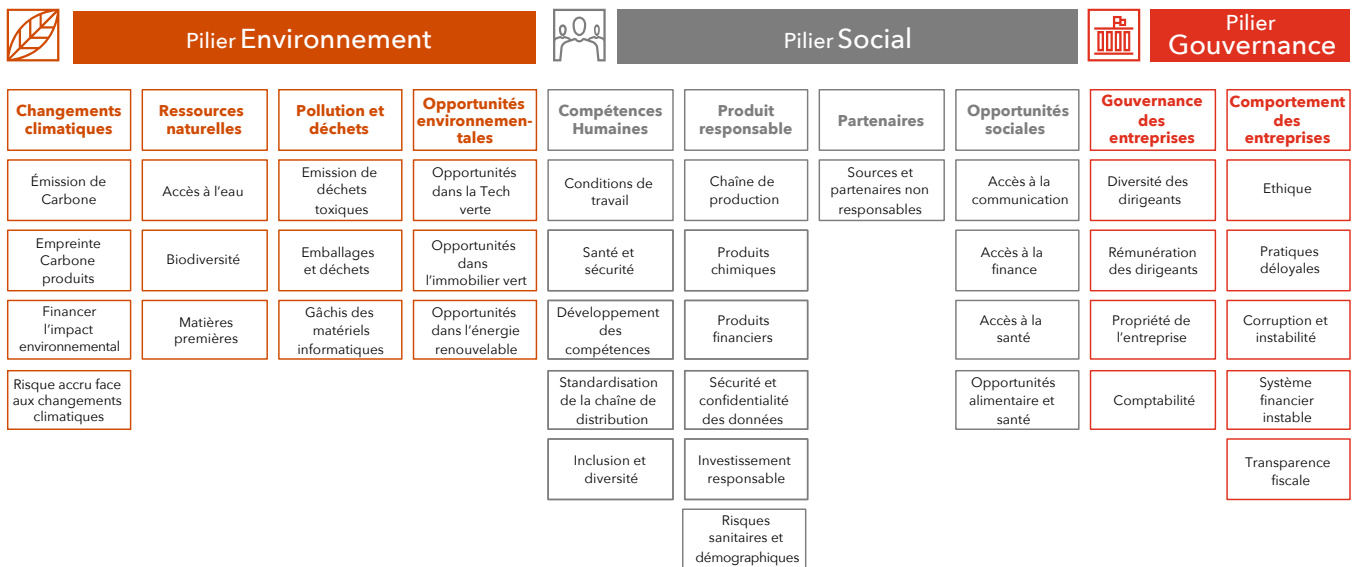 Pilier Environnement
Pilier Social
Pilier
Gouvernance
Changements
climatiques
Ressources
naturelles
Pollution et
déchets
Opportunités
environnemen-
tales
Compétences
Humaines
Produit
responsable
Partenaires
Opportunités
sociales
Gouvernance
des
entreprises
Comportement
des
entreprises
Émission de
Carbone
Accès à l'eau
Emission de
déchets
toxiques
Opportunités
dans la Tech
verte
Conditions de
travail
Chaîne de
production
Sources et
partenaires non
responsables
Accès à la
communication
Diversité des
dirigeants
Ethique
Empreinte
Carbone
produits
Biodiversité
Emballages
et déchets
Opportunités
dans
l'immobilier vert
Santé et
sécurité
Produits
chimiques
Accès à la
finance
Rémunération
des dirigeants
Pratiques
déloyales
Financer
l'impact
environnemental
Matières
premières
Gâchis des
matériels
informatiques
Opportunités
dans l'énergie
renouvelable
Développement
des
compétences
Produits
financiers
Accès à la
santé
Propriété de
l'entreprise
Corruption et
instabilité
Risque accru face
aux changements
climatiques
Standardisation
de la chaîne de
distribution
Sécurité et
confidentialité
des données
Opportunités
alimentaire et
santé
Comptabilité
Système
financier
instable
Inclusion et
diversité
Investissement
responsable
Transparence
fiscale
Risques
sanitaires et
démographiques